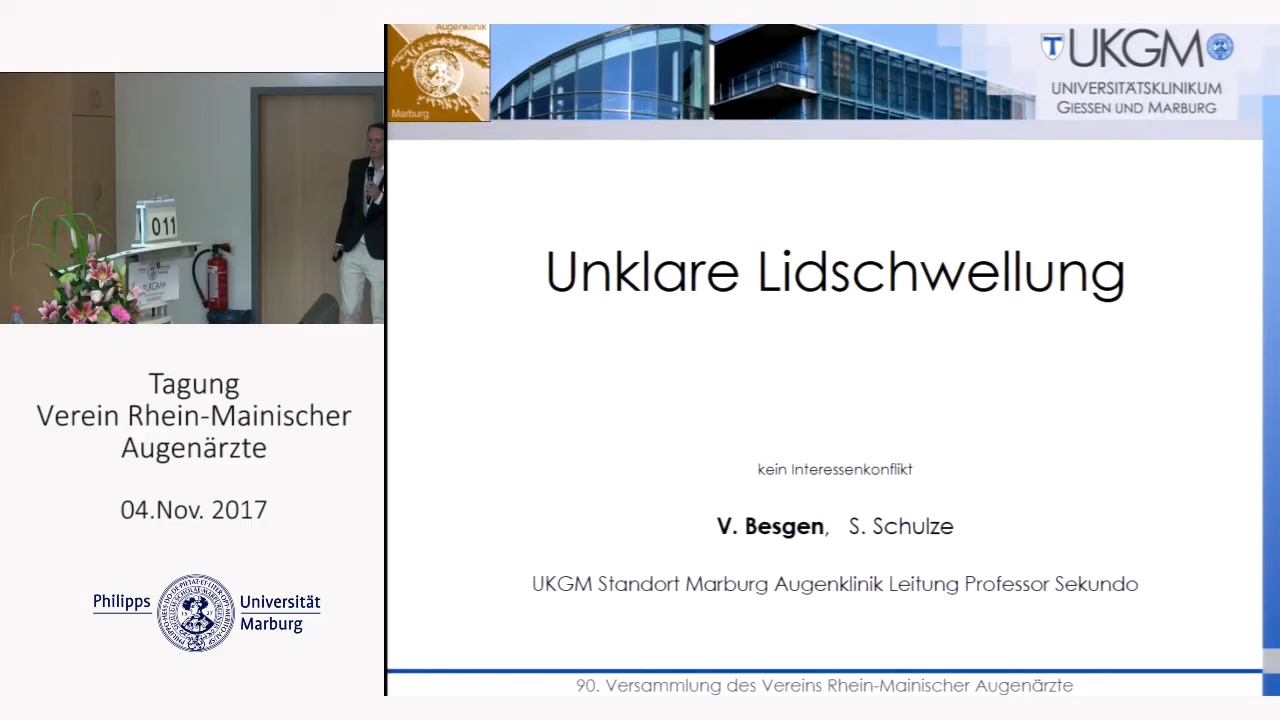 Augenklinik
Marburg
UKGM
UNIVERSITÄTSKLINIKUM
GIESSEN UND MARBURG
011
UKGM
Unklare Lidschwellung
kein Interessenkonflikt
V. Besgen, S. Schulze
UKGM Standort Marburg Augenklinik Leitung Professor Sekundo
90. Versammlung des Vereins Rhein-Mainischer Augenärzte
Tagung
Verein Rhein-Mainischer
Augenärzte
04.Nov. 2017
Philipps Universität
Marburg